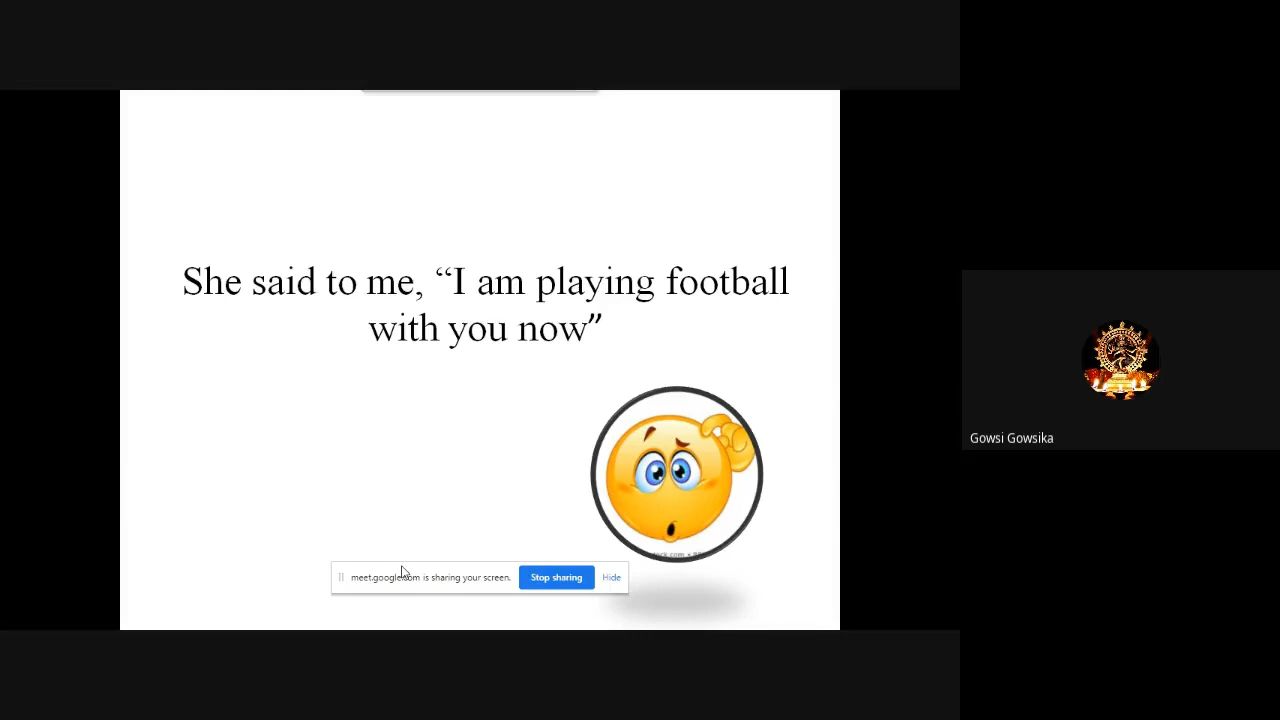 She said to me, “I am playing football
with you now”
meet.google.com is sharing your screen. Stop sharing Hide
Gowsi Gowsika